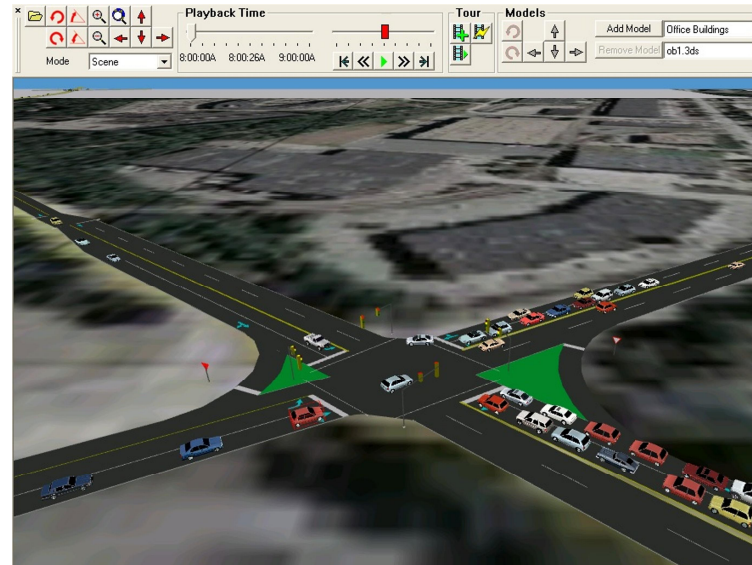 Playback Time
Tour
Models
Add Model
Office Buildings
Remove Model
ob1.3ds
Mode
Scene
8:00:00A
8:00:26A
9:00:00A